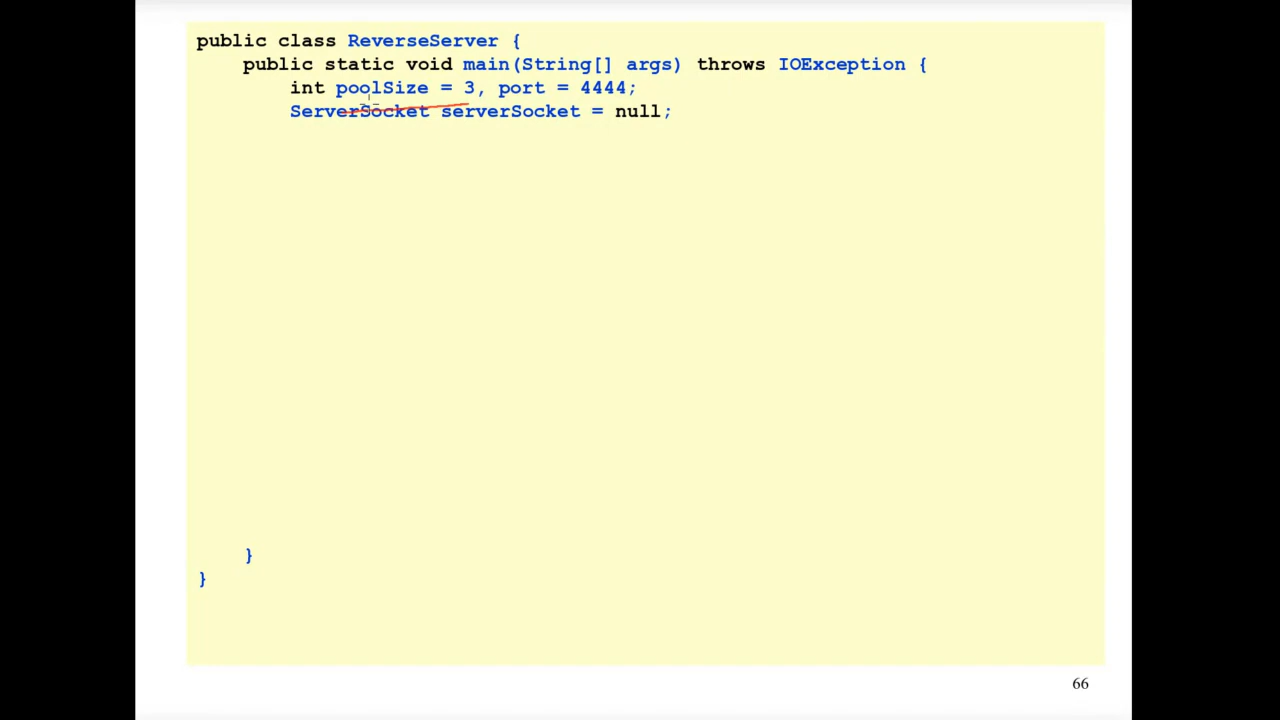 public class ReverseServer {
public static void main(String[] args) throws IOException {
int poolSize = 3, port = 4444;
ServerSocket serverSocket = null;
}
}
66